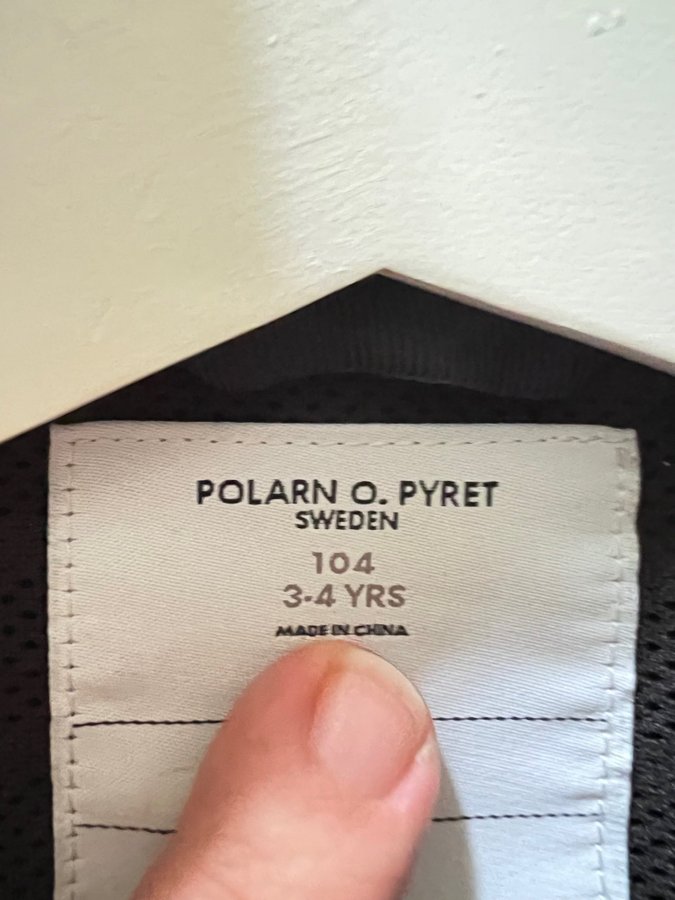 POLARN O. PYRET
SWEDEN
104
3-4 YRS
MADE IN CHINA